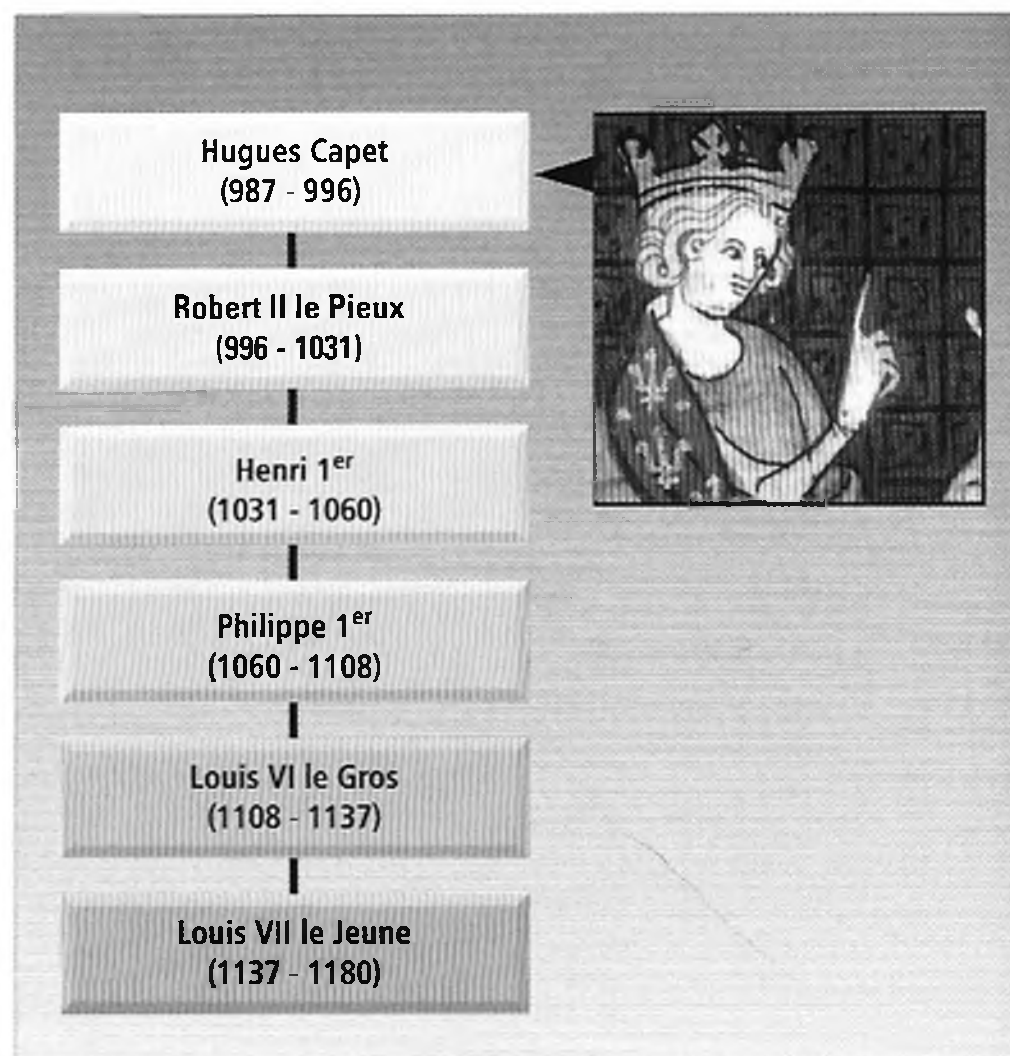 Hugues Capet
(987 - 996)
Robert II le Pieux
(996 - 1031)
Henri 1er
(1031 - 1060)
Philippe 1er
(1060 - 1108)
Louis VI le Gros
(1108 - 1137)
Louis VII le Jeune
(1137 - 1180)